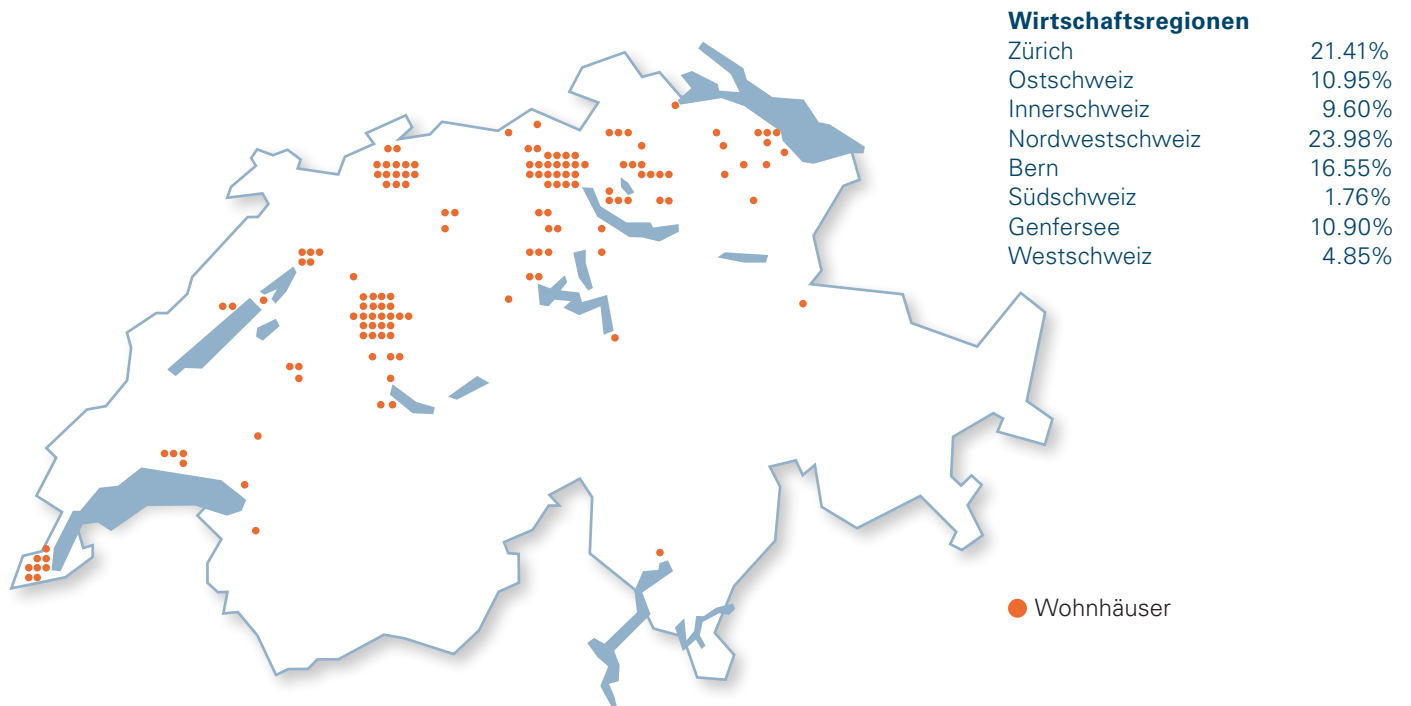 Wirtschaftsregionen
Zürich 21.41%
Ostschweiz 10.95%
Innerschweiz 9.60%
Nordwestschweiz 23.98%
Bern 16.55%
Südschweiz 1.76%
Genfersee 10.90%
Westschweiz 4.85%
Wohnhäuser